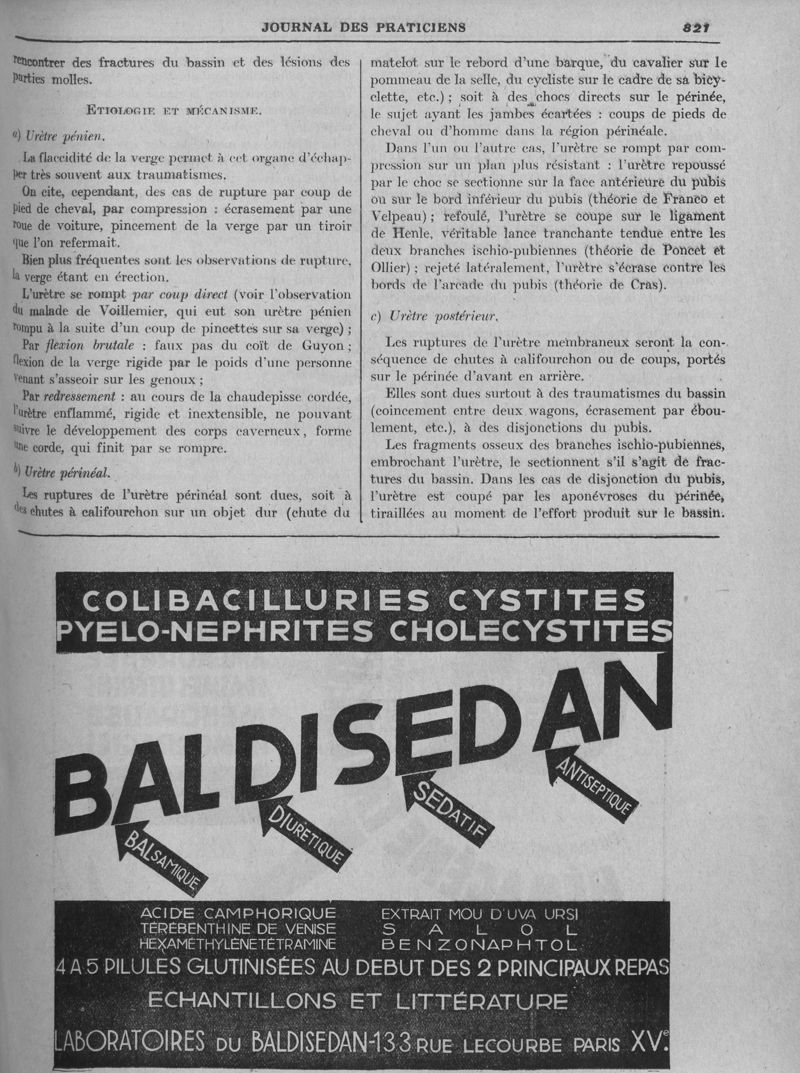 JOURNAL DES PRATICIENS 821
rencontrer des fractures du bassin et des lésions des
parties molles.
ETIOLOGIE ET MÉCANISME.
a) Urètre pénien.
La flaccidité de la verge permet à cet organe d'échap-
per très souvent aux traumatismes.
On cite, cependant, des cas de rupture par coup de
pied de cheval, par compression : écrasement par une
roue de voiture, pincement de la verge par un tiroir
que l'on refermait.
Bien plus fréquentes sont les observations de rupture,
la verge étant en érection.
L'urètre se rompt par coup direct (voir l'observation
du malade de Voillemier, qui eut son urètre pénien
rompu à la suite d'un coup de pincettes sur sa verge) ;
Par flexion brutale : faux pas du coït de Guyon ;
flexion de la verge rigide par le poids d'une personne
venant s'asseoir sur les genoux ;
Par redressement : au cours de la chaudepisse cordée,
l'urètre enflammé, rigide et inextensible, ne pouvant
suivre le développement des corps caverneux, forme
une corde, qui finit par se rompre.
b) Urètre périnéal.
Les ruptures de l'urètre périnéal sont dues, soit à
des chutes à califourchon sur un objet dur (chute du
matelot sur le rebord d'une barque, du cavalier sur le
pommeau de la selle, du cycliste sur le cadre de sa bicy-
clette, etc.) ; soit à des chocs directs sur le périnée,
le sujet ayant les jambes écartées : coups de pieds de
cheval ou d'homme dans la région périnéale.
Dans l'un ou l'autre cas, l'urètre se rompt par com-
pression sur un plan plus résistant : l'urètre repoussé
par le choc se sectionne sur la face antérieure du pubis
ou sur le bord inférieur du pubis (théorie de Franco et
Velpeau) ; refoulé, l'urètre se coupe sur le ligament
de Henle, véritable lance tranchante tendue entre les
deux branches ischio-pubiennes (théorie de Poncet et
Ollier) ; rejeté latéralement, l'urètre s'écrase contre les
bords de l'arcade du pubis (théorie de Cras).
c) Urètre postérieur.
Les ruptures de l'urètre membraneux seront la con-
séquence de chutes à califourchon ou de coups, portés
sur le périnée d'avant en arrière.
Elles sont dues surtout à des traumatismes du bassin
(coincement entre deux wagons, écrasement par ébou-
lement, etc.), à des disjonctions du pubis.
Les fragments osseux des branches ischio-pubiennes,
embrochant l'urètre, le sectionnent s'il s'agit de frac-
tures du bassin. Dans les cas de disjonction du pubis,
l'urètre est coupé par les aponévroses du périnée,
tiraillées au moment de l'effort produit sur le bassin.
COLIBACILLURIES CYSTITES
PYELO-NEPHRITES CHOLECYSTITES
BALDISEDAN
BALSAMIQUE
DIURETIQUE
SEDATIF
ANTISEPTIQUE
ACIDE CAMPHORIQUE EXTRAIT MOU D'UVA URSI
TÉRÉBENTHINE DE VENISE SALOL
HEXAMÉTHYLÈNETÉTRAMINE BENZONAPHTOL
4 A 5 PILULES GLUTINISÉES AU DEBUT DES 2 PRINCIPAUX REPAS
ECHANTILLONS ET LITTÉRATURE
LABORATOIRES DU BALDISEDAN-133 RUE LECOURBE PARIS XVe.